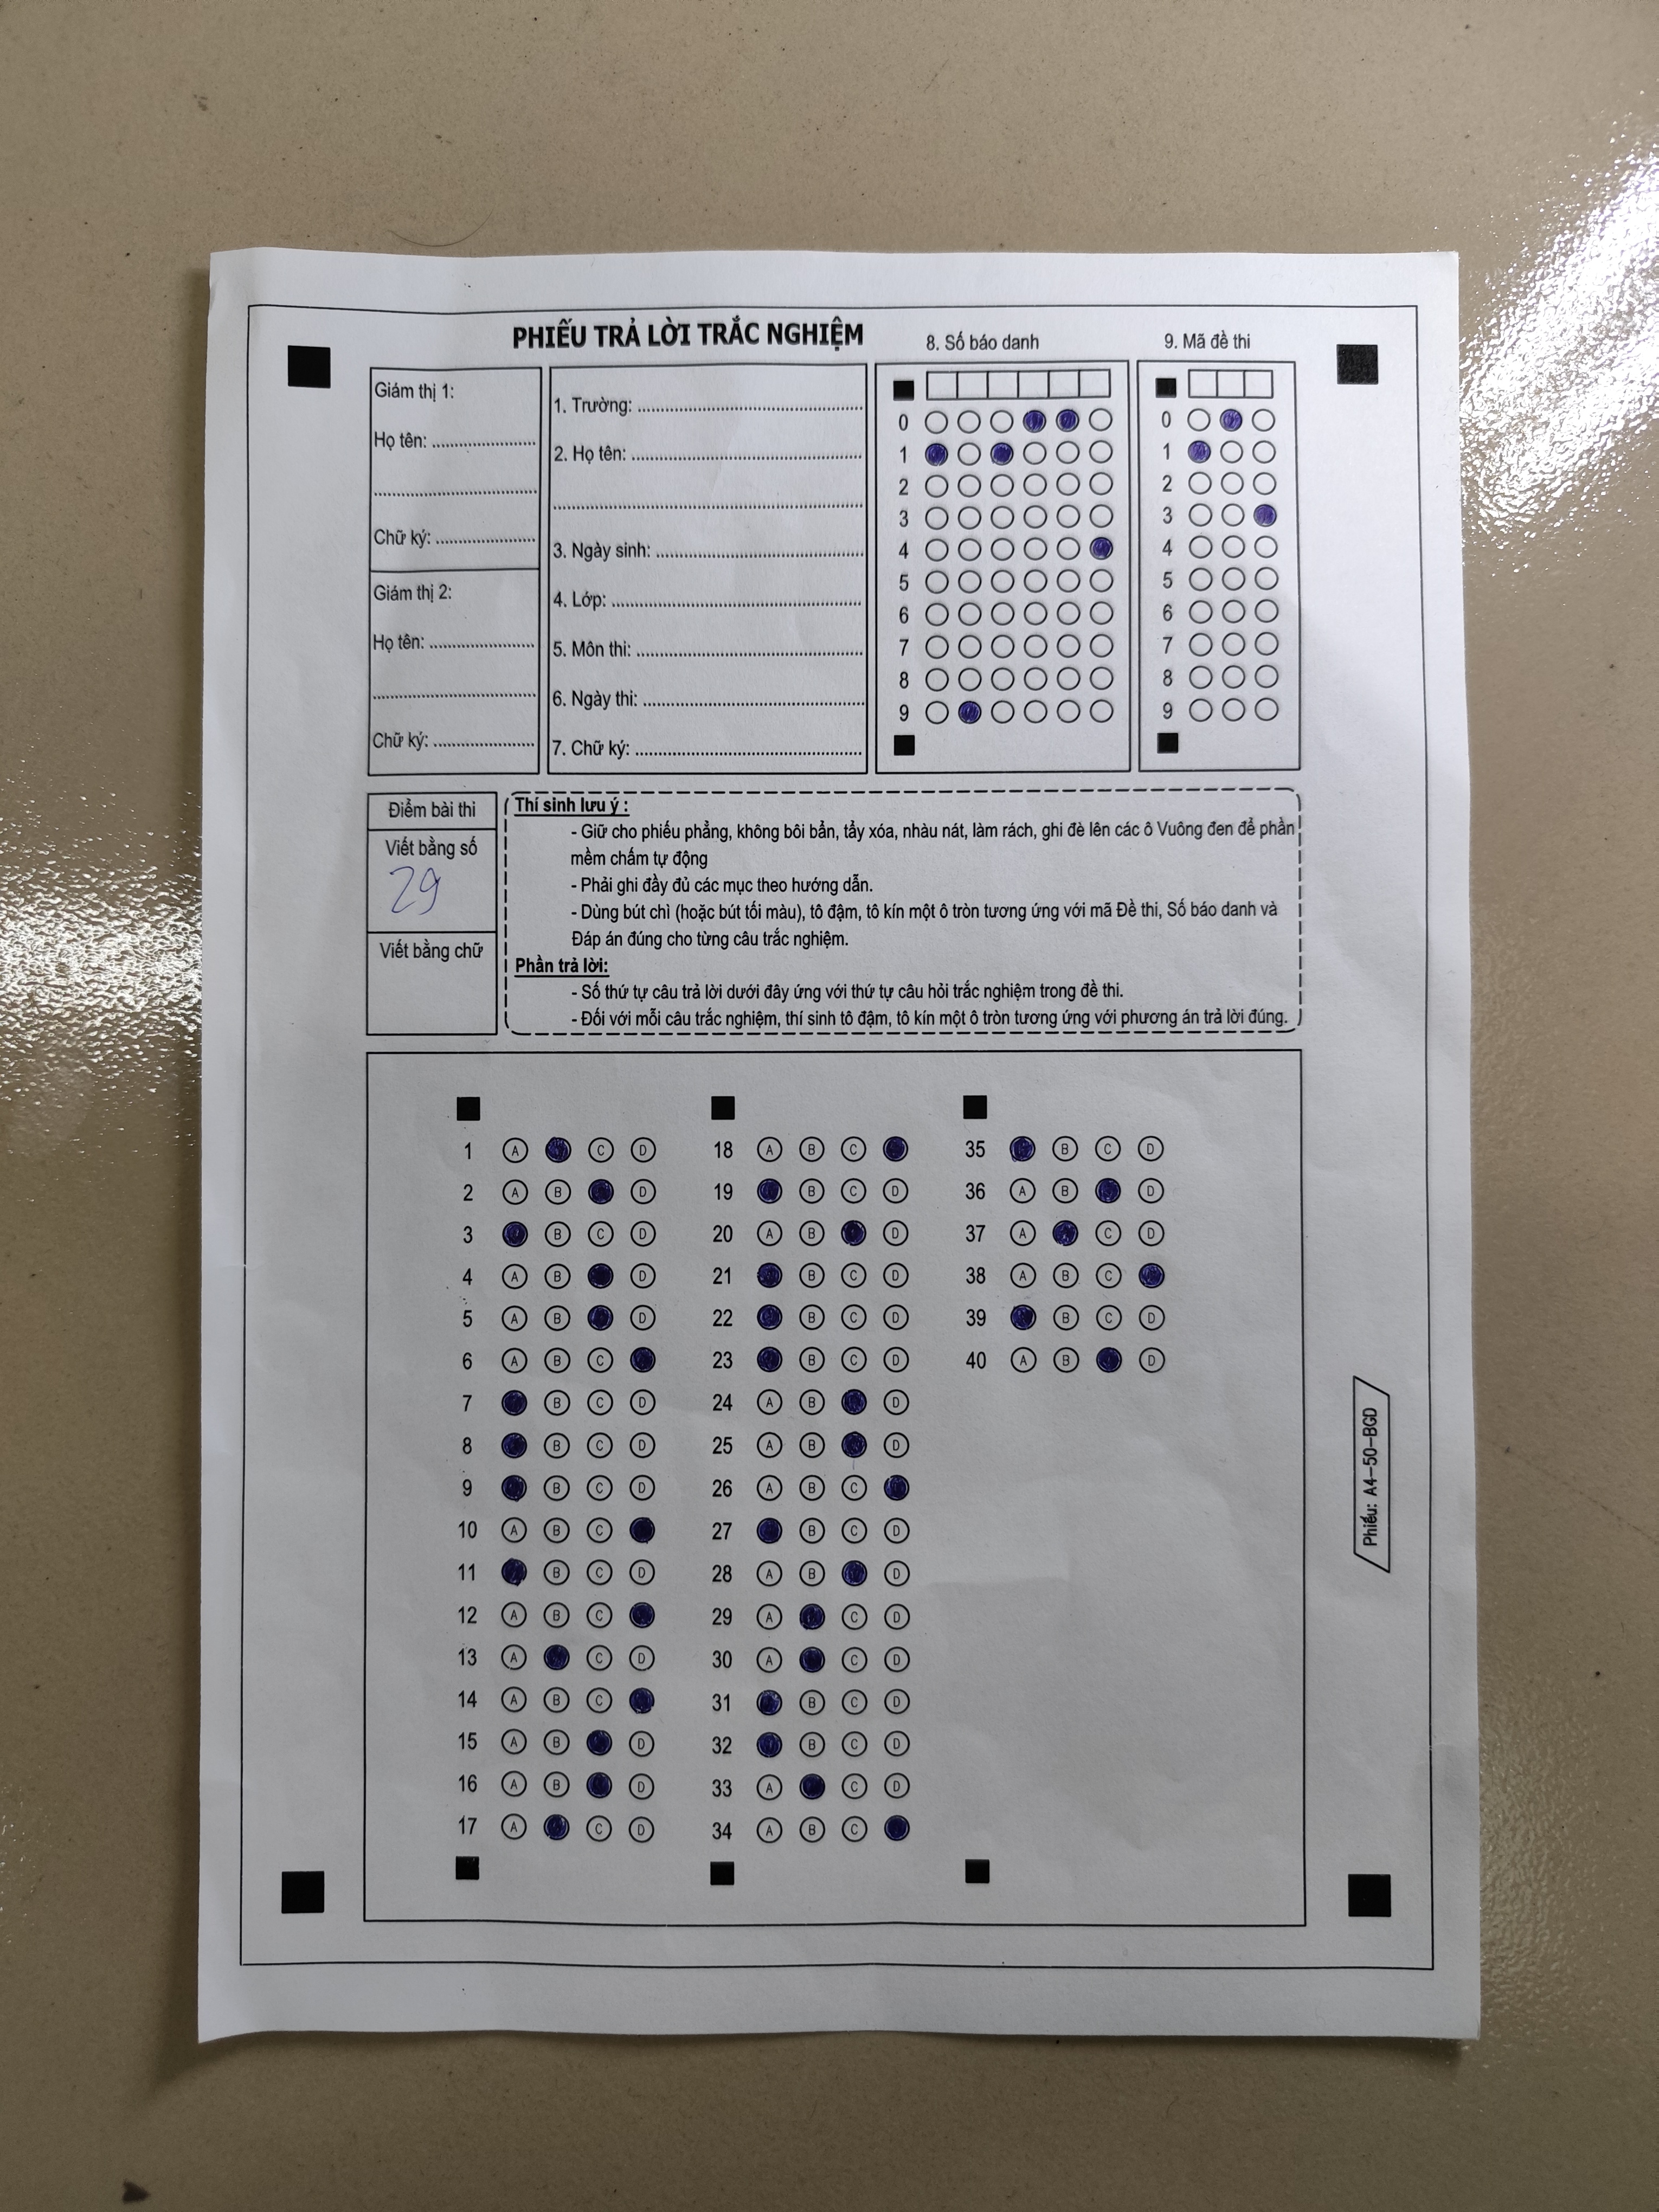 PHIẾU TRẢ LỜI TRẮC NGHIỆM
8. Số báo danh
9. Mã đề thi
Giám thị 1:
Họ tên: ....................
...............................
Chữ ký: ....................
Giám thị 2:
Họ tên: ....................
...............................
Chữ ký: ....................
1. Trường: ..........................................
2. Họ tên: ..........................................
..........................................................
3. Ngày sinh: ......................................
4. Lớp: ...............................................
5. Môn thi: ..........................................
6. Ngày thi: .........................................
7. Chữ ký: ..........................................
0
1
2
3
4
5
6
7
8
9
0
1
2
3
4
5
6
7
8
9
Điểm bài thi
Viết bằng số
29
Viết bằng chữ
Thí sinh lưu ý :
- Giữ cho phiếu phẳng, không bôi bẩn, tẩy xóa, nhàu nát, làm rách, ghi đè lên các ô Vuông đen để phần
mềm chấm tự động
- Phải ghi đầy đủ các mục theo hướng dẫn.
- Dùng bút chì (hoặc bút tối màu), tô đậm, tô kín một ô tròn tương ứng với mã Đề thi, Số báo danh và
Đáp án đúng cho từng câu trắc nghiệm.
Phần trả lời:
- Số thứ tự câu trả lời dưới đây ứng với thứ tự câu hỏi trắc nghiệm trong đề thi.
- Đối với mỗi câu trắc nghiệm, thí sinh tô đậm, tô kín một ô tròn tương ứng với phương án trả lời đúng.
1 A C D
2 A B D
3 B C D
4 A B D
5 A B D
6 A B C
7 B C D
8 B C D
9 B C D
10 A B C
11 B C D
12 A B C
13 A C D
14 A B C
15 A B D
16 A B D
17 A C D
18 A B C
19 B C D
20 A B D
21 B C D
22 B C D
23 B C D
24 A B D
25 A B D
26 A B C
27 B C D
28 A B D
29 A C D
30 A C D
31 B C D
32 B C D
33 A C D
34 A B C
35 B C D
36 A B D
37 A C D
38 A B C
39 B C D
40 A B D
Phiếu: A4-50-BGD